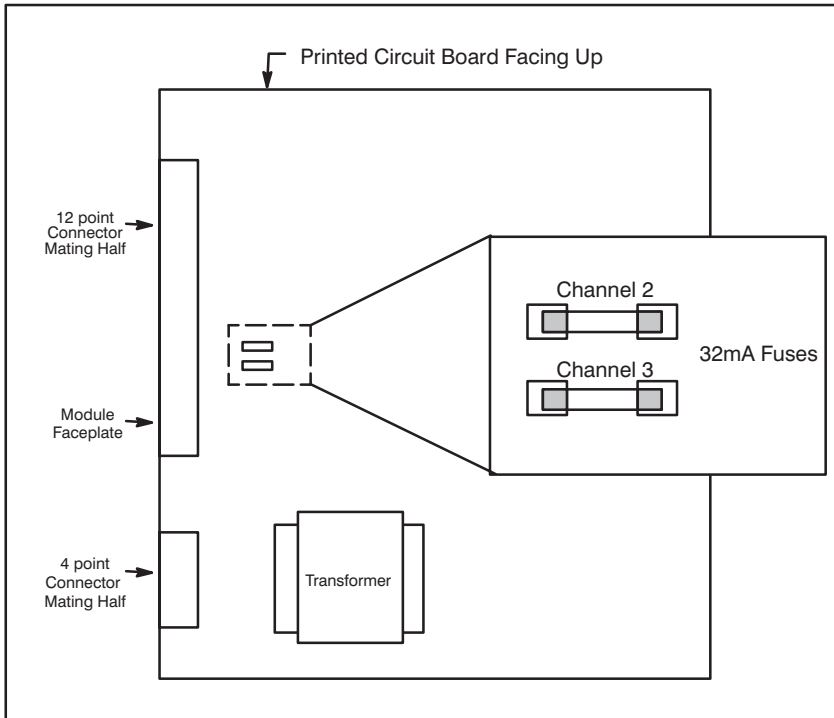 Printed Circuit Board Facing Up
12 point
Connector
Mating Half
Channel 2
32mA Fuses
Channel 3
Module
Faceplate
4 point
Connector
Mating Half
Transformer